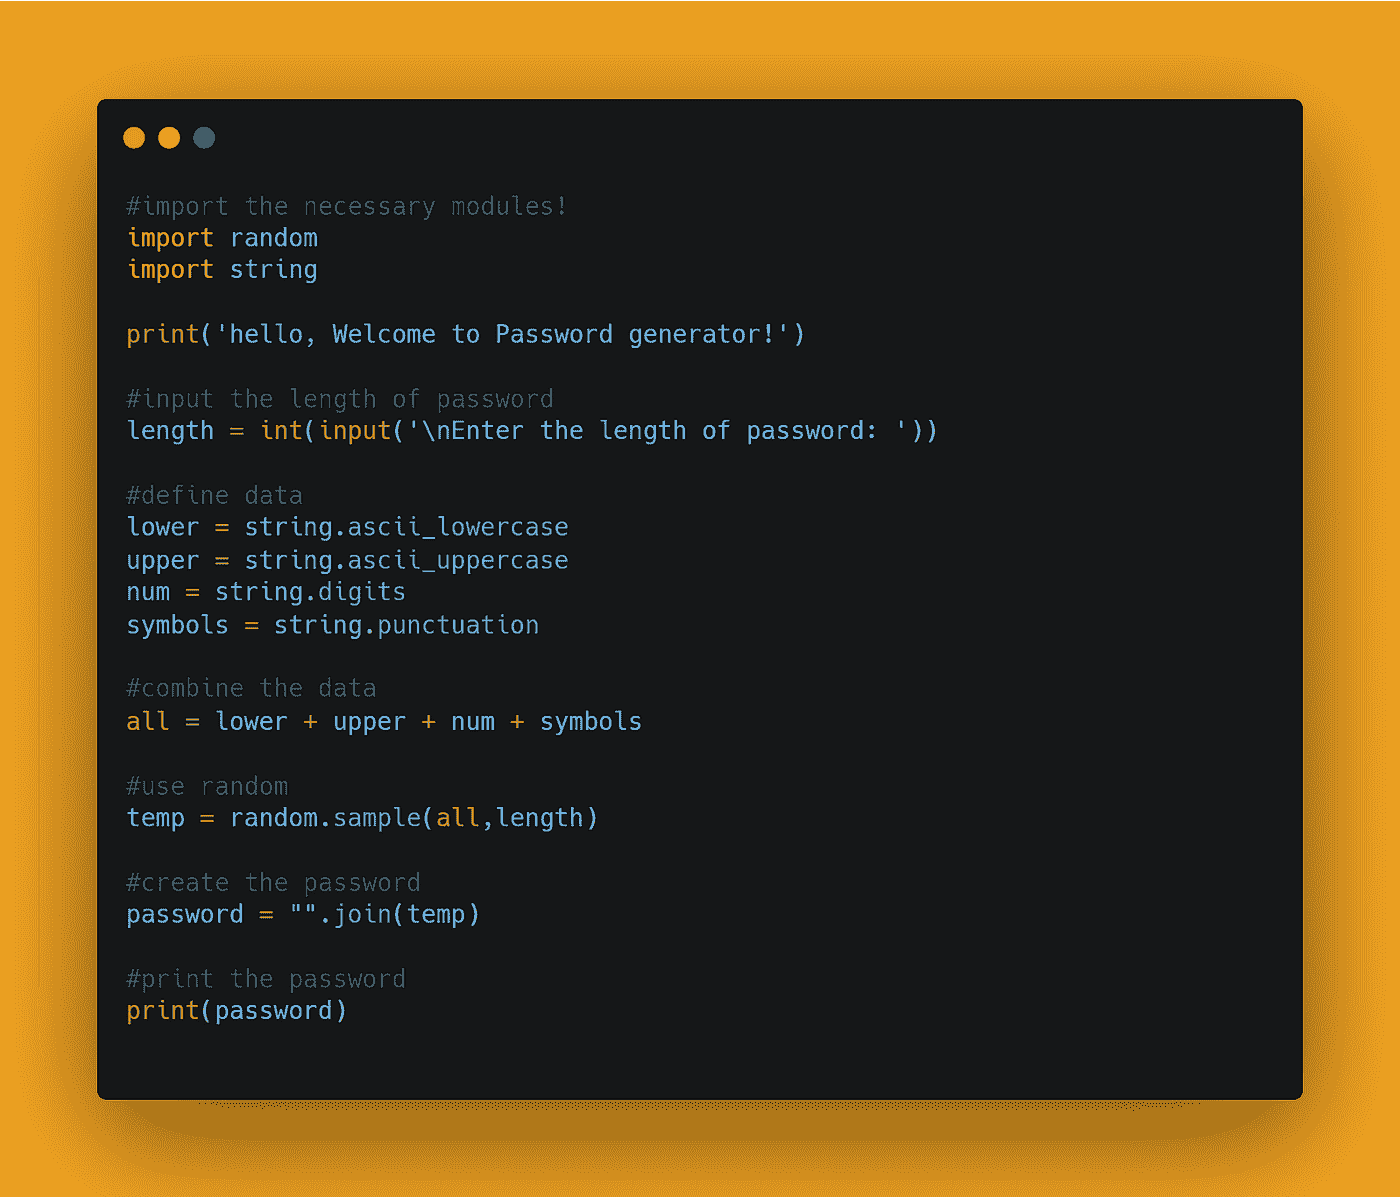 #import the necessary modules!
import random
import string
print('hello, Welcome to Password generator!')
#input the length of password
length = int(input('\nEnter the length of password: '))
#define data
lower = string.ascii_lowercase
upper = string.ascii_uppercase
num = string.digits
symbols = string.punctuation
#combine the data
all = lower + upper + num + symbols
#use random
temp = random.sample(all,length)
#create the password
password = "".join(temp)
#print the password
print(password)